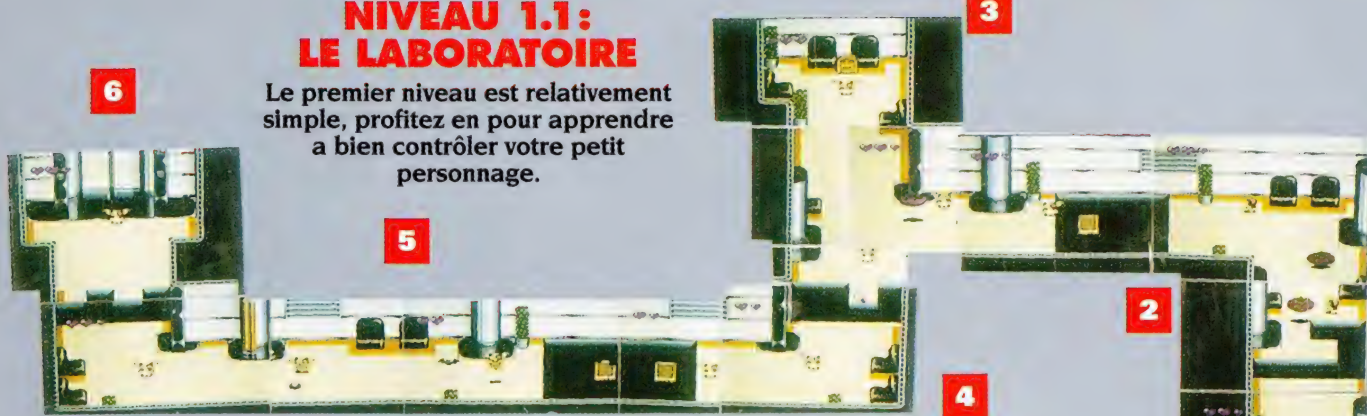 NIVEAU 1.1:
LE LABORATOIRE
Le premier niveau est relativement
simple, profitez en pour apprendre
a bien contrôler votre petit
personnage.
3
6
5
2
4